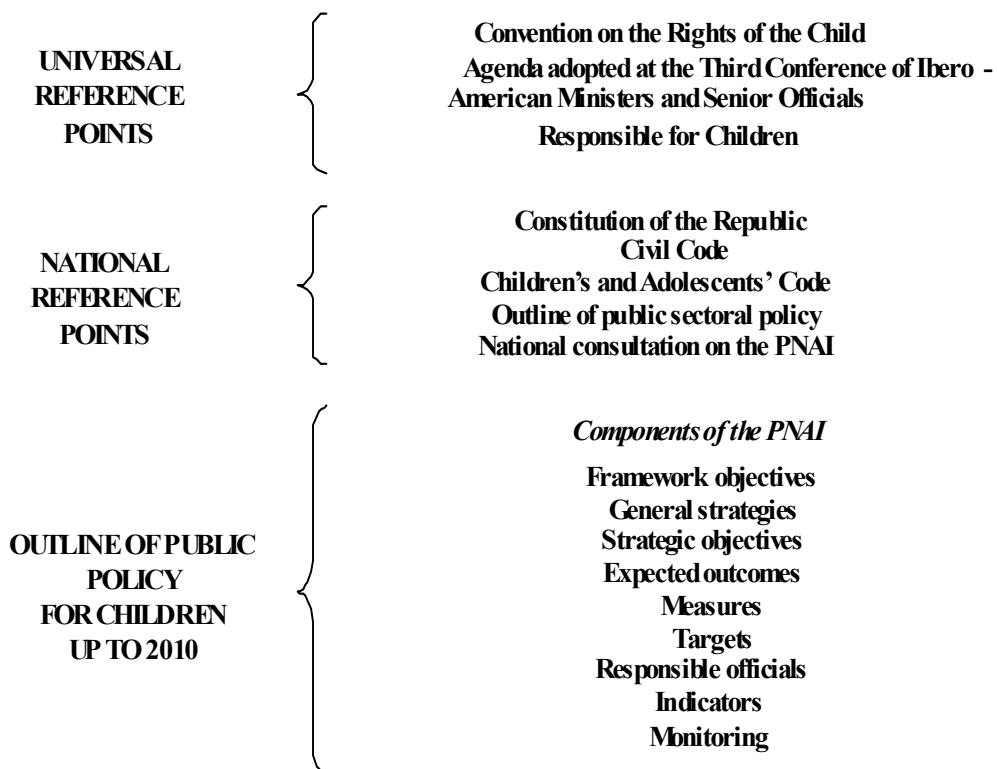 UNIVERSAL
REFERENCE
POINTS
Convention on the Rights of the Child
Agenda adopted at the Third Conference of Ibero -
American Ministers and Senior Officials
Responsible for Children
NATIONAL
REFERENCE
POINTS
Constitution of the Republic
Civil Code
Children’s and Adolescents’ Code
Outline of public sectoral policy
National consultation on the PNAI
OUTLINE OF PUBLIC
POLICY
FOR CHILDREN
UP TO 2010
Components of the PNAI
Framework objectives
General strategies
Strategic objectives
Expected outcomes
Measures
Targets
Responsible officials
Indicators
Monitoring